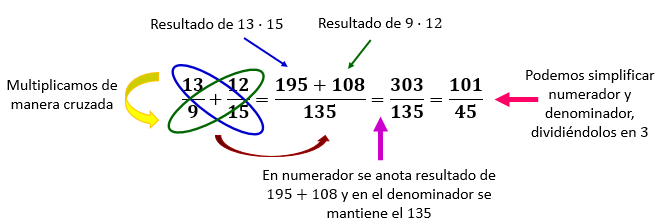 Resultado de 13 · 15
Resultado de 9 · 12
Multiplicamos de
manera cruzada
13/9 + 12/15 = (195 + 108)/135 = 303/135 = 101/45
Podemos simplificar
numerador y
denominador,
dividiéndolos en 3
En numerador se anota resultado de
195 + 108 y en el denominador se
mantiene el 135